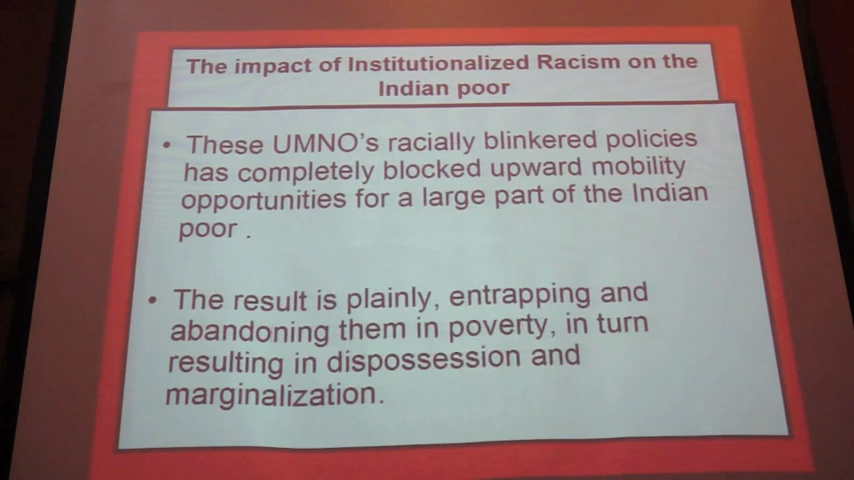 The impact of Institutionalized Racism on the
Indian poor
• These UMNO's racially blinkered policies
has completely blocked upward mobility
opportunities for a large part of the Indian
poor .
• The result is plainly, entrapping and
abandoning them in poverty, in turn
resulting in dispossession and
marginalization.